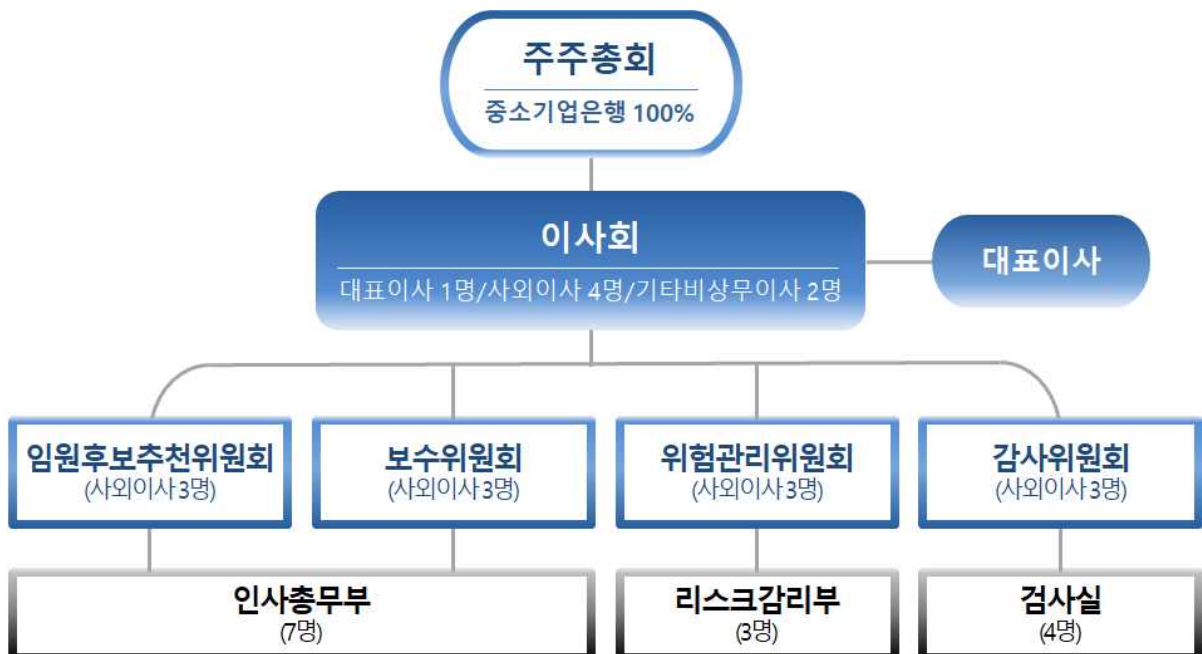 주주총회
중소기업은행 100%
이사회
대표이사 1명/사외이사 4명/기타비상무이사 2명
대표이사
임원후보추천위원회
(사외이사 3명)
보수위원회
(사외이사 3명)
위험관리위원회
(사외이사 3명)
감사위원회
(사외이사 3명)
인사총무부
(7명)
리스크감리부
(3명)
검사실
(4명)